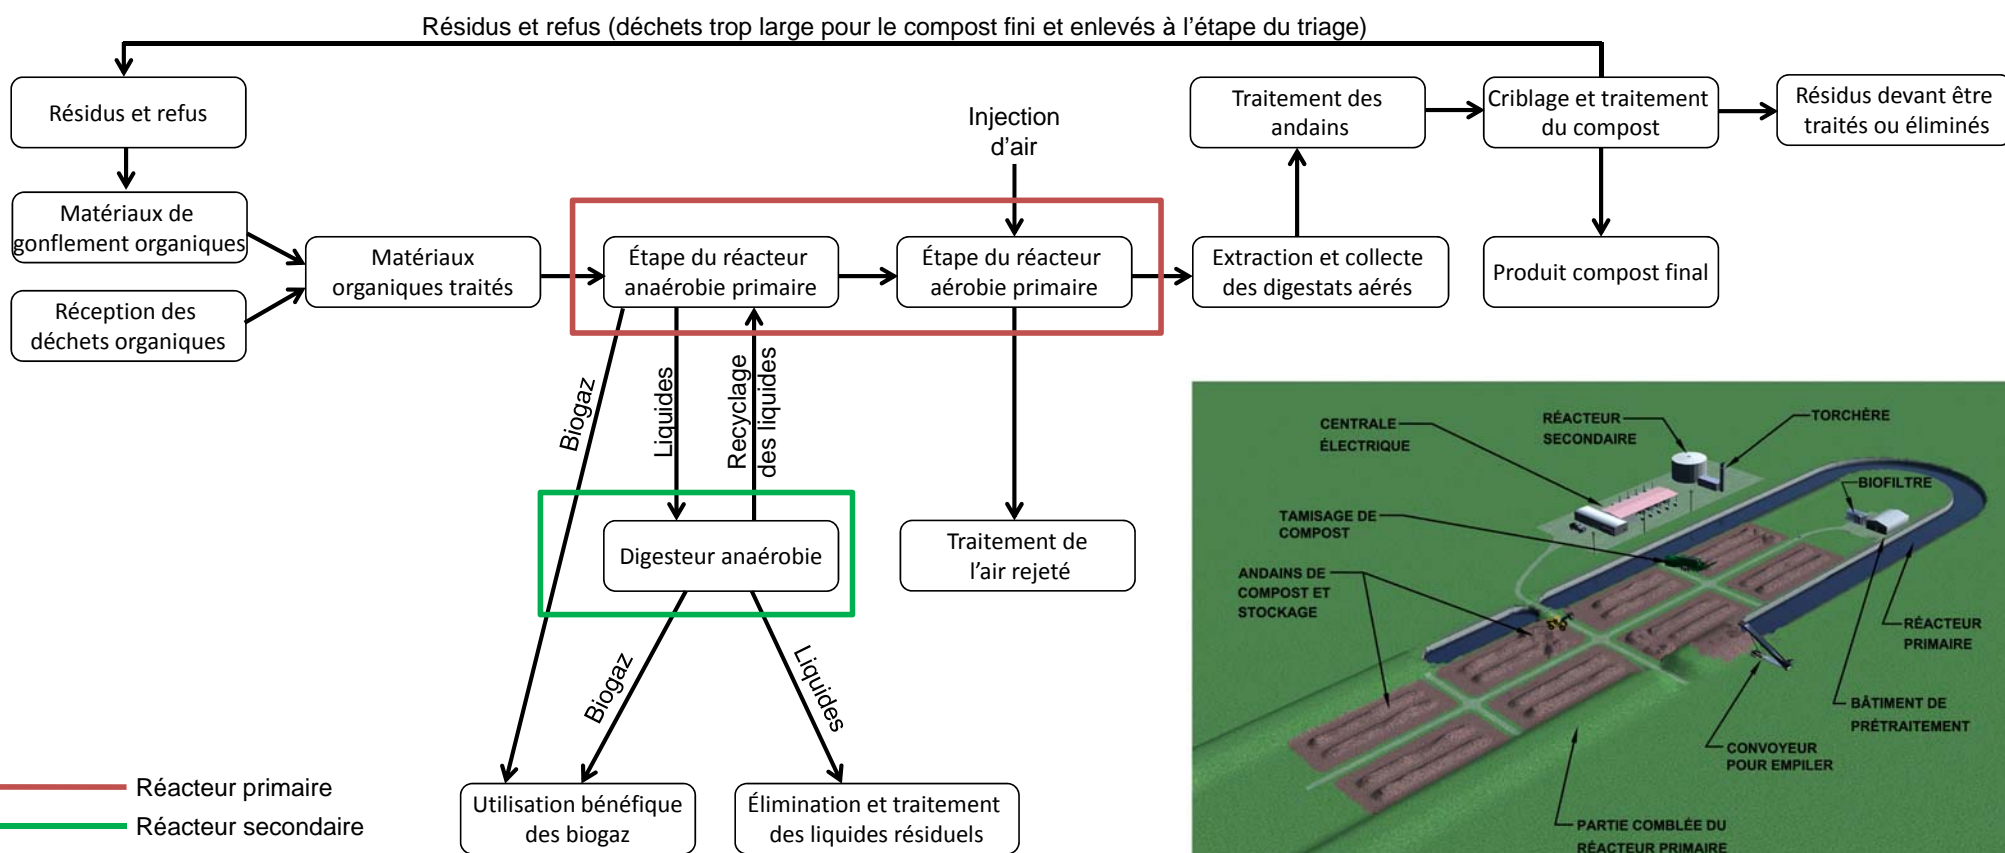 Résidus et refus (déchets trop large pour le compost fini et enlevés à l’étape du triage)
Résidus et refus
Matériaux de
gonflement organiques
Réception des
déchets organiques
Matériaux
organiques traités
Étape du réacteur
anaérobie primaire
Injection
d’air
Étape du réacteur
aérobie primaire
Extraction et collecte
des digestats aérés
Traitement des
andains
Criblage et traitement
du compost
Résidus devant être
traités ou éliminés
Produit compost final
Biogaz
Liquides
Recyclage
des liquides
Digesteur anaérobie
Traitement de
l’air rejeté
Biogaz
Liquides
Utilisation bénéfique
des biogaz
Élimination et traitement
des liquides résiduels
Réacteur primaire
Réacteur secondaire
CENTRALE
ÉLECTRIQUE
RÉACTEUR
SECONDAIRE
TORCHÈRE
BIOFILTRE
TAMISAGE DE
COMPOST
ANDAINS DE
COMPOST ET
STOCKAGE
RÉACTEUR
PRIMAIRE
BÂTIMENT DE
PRÉTRAITEMENT
CONVOYEUR
POUR EMPILER
PARTIE COMBLÉE DU
RÉACTEUR PRIMAIRE